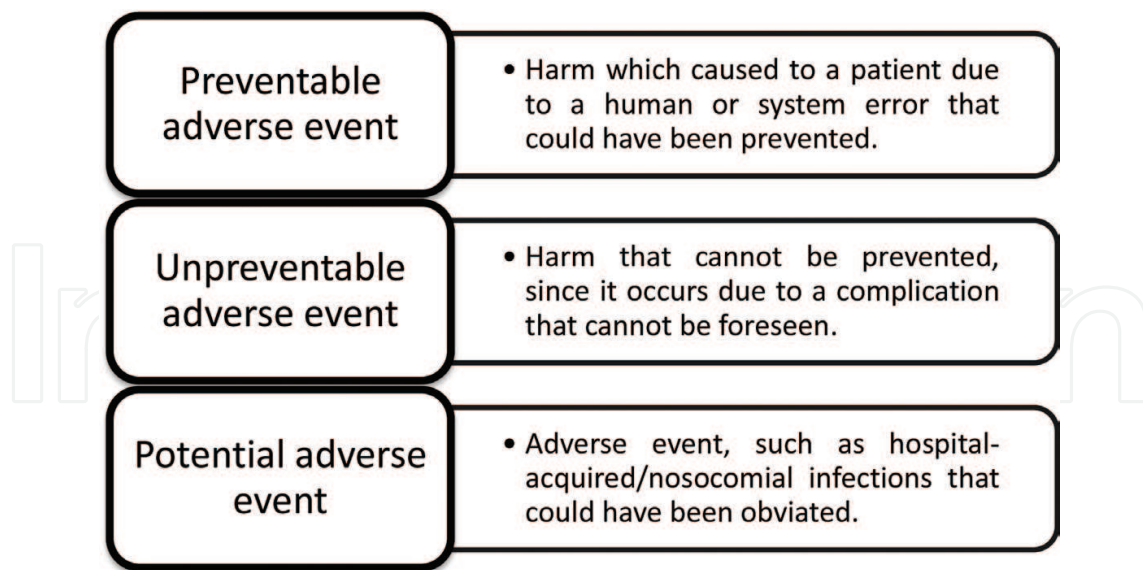 Preventable
adverse event
• Harm which caused to a patient due
to a human or system error that
could have been prevented.
Unpreventable
adverse event
• Harm that cannot be prevented,
since it occurs due to a complication
that cannot be foreseen.
Potential adverse
event
• Adverse event, such as hospital-
acquired/nosocomial infections that
could have been obviated.